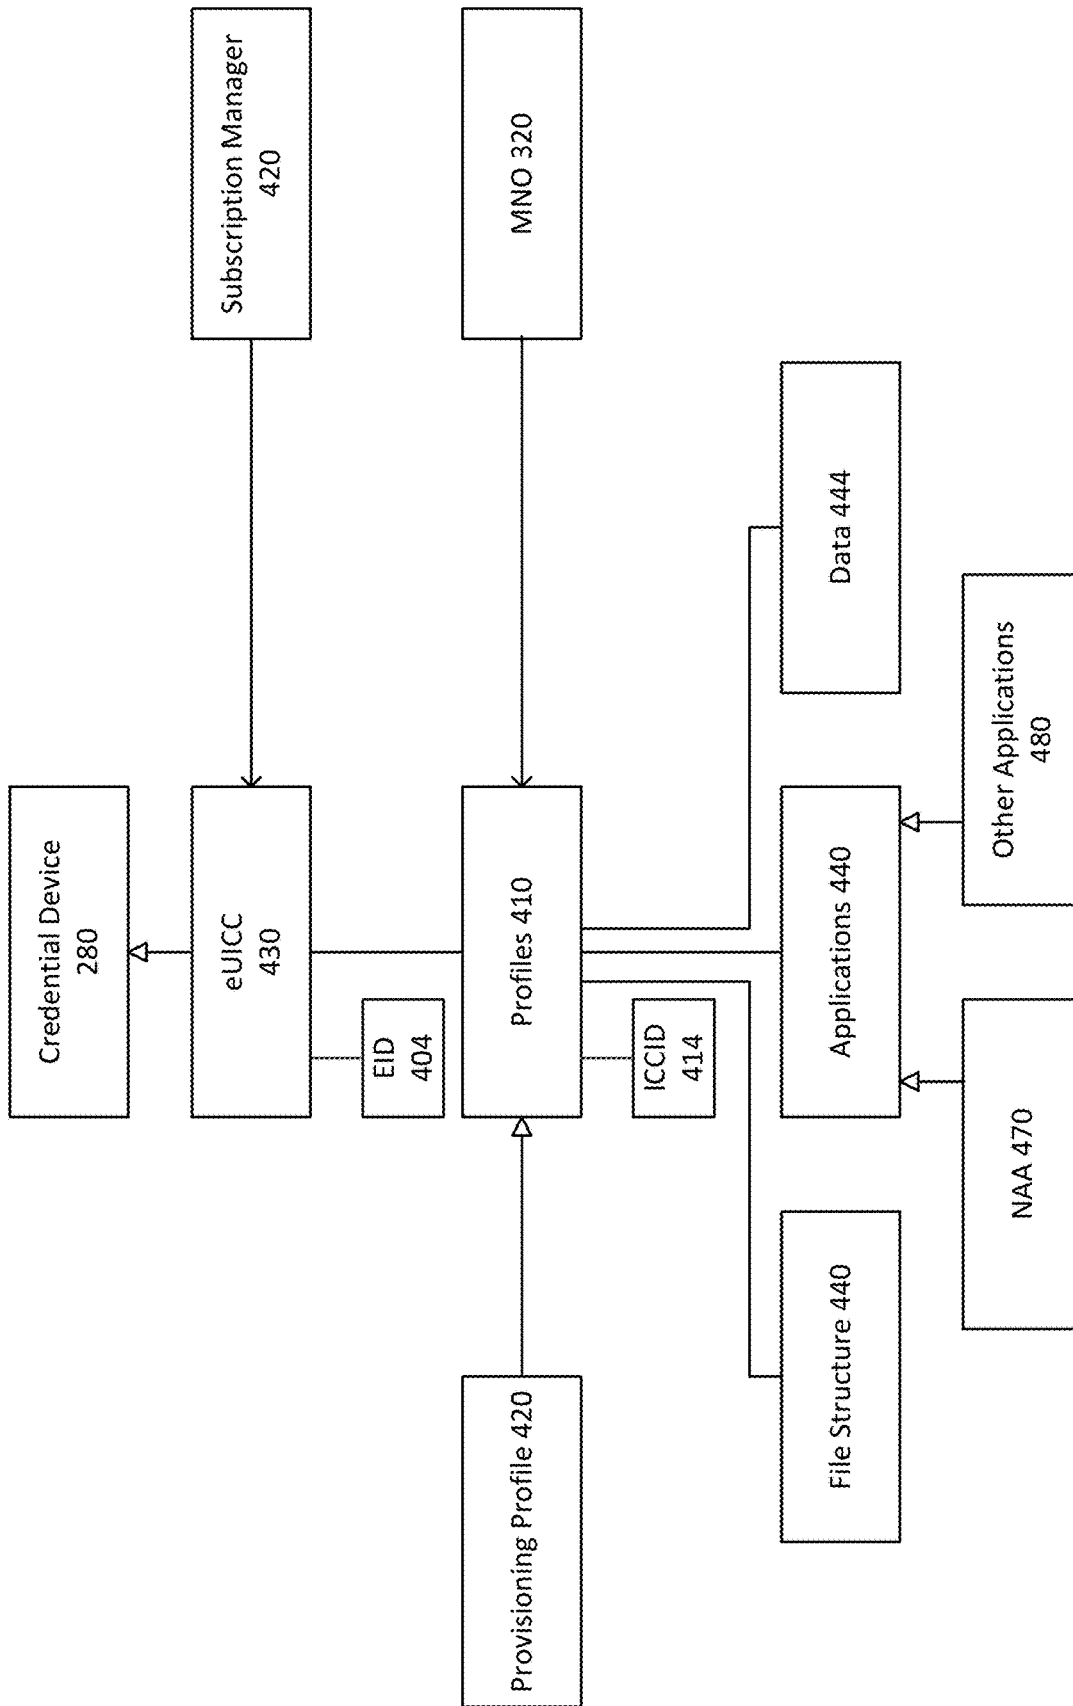 Credential Device
280
eUICC
430
Subscription Manager
420
EID
404
Provisioning Profile 420
Profiles 410
MNO 320
ICCID
414
File Structure 440
Applications 440
Data 444
NAA 470
Other Applications
480